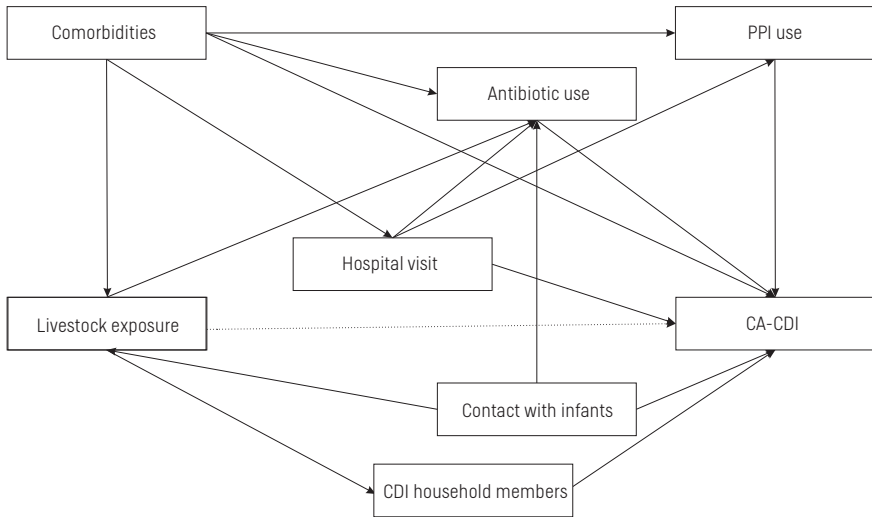 Comorbidities
PPI use
Antibiotic use
Hospital visit
Livestock exposure
CA-CDI
Contact with infants
CDI household members